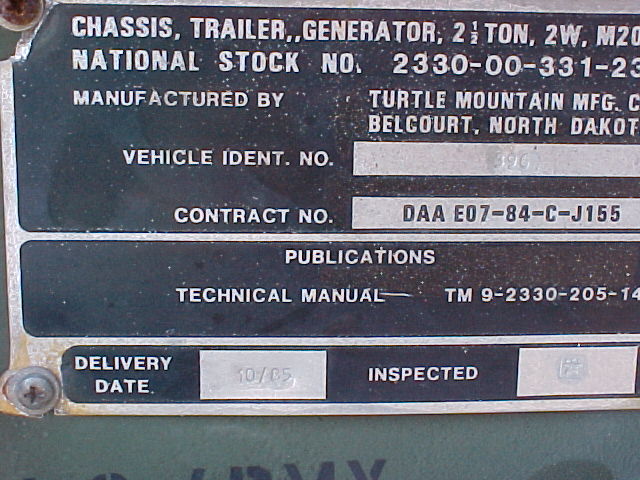 CHASSIS, TRAILER,,GENERATOR, 2½ TON, 2W, M20
NATIONAL STOCK NO. 2330-00-331-23
MANUFACTURED BY TURTLE MOUNTAIN MFG. C
BELCOURT, NORTH DAKOT
VEHICLE IDENT. NO. 396
CONTRACT NO. DAA E07-84-C-J155
PUBLICATIONS
TECHNICAL MANUAL— TM 9-2330-205-14
DELIVERY DATE 10/85 INSPECTED